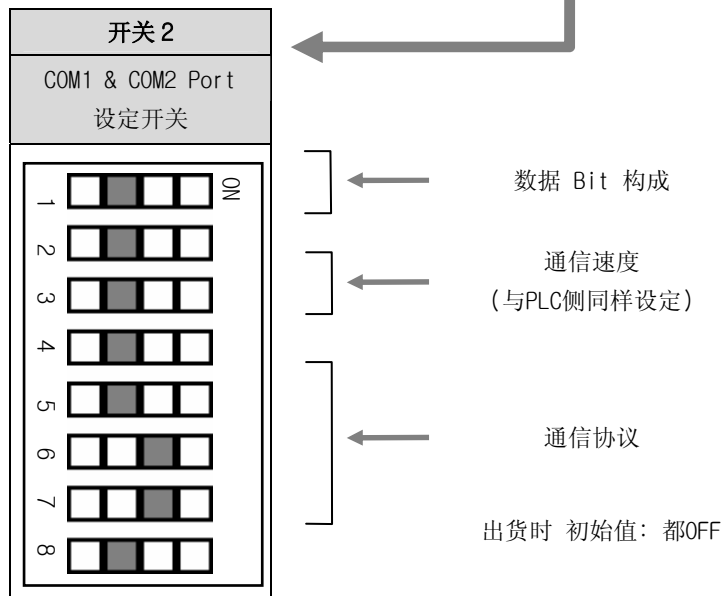 开关 2
COM1 & COM2 Port
设定开关
ON
1
2
3
4
5
6
7
8
数据 Bit 构成
通信速度
(与PLC侧同样设定)
通信协议
出货时 初始值: 都OFF